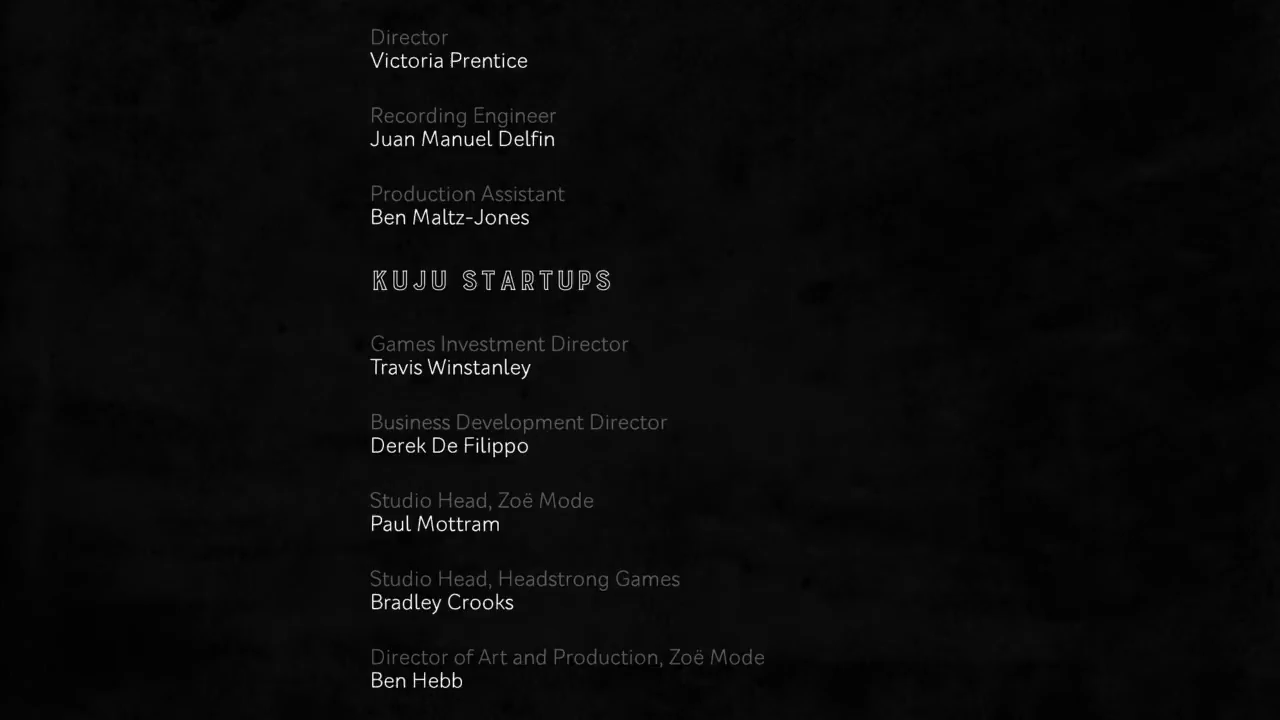 Director
Victoria Prentice
Recording Engineer
Juan Manuel Delfin
Production Assistant
Ben Maltz-Jones
KUJU STARTUPS
Games Investment Director
Travis Winstanley
Business Development Director
Derek De Filippo
Studio Head, Zoë Mode
Paul Mottram
Studio Head, Headstrong Games
Bradley Crooks
Director of Art and Production, Zoë Mode
Ben Hebb